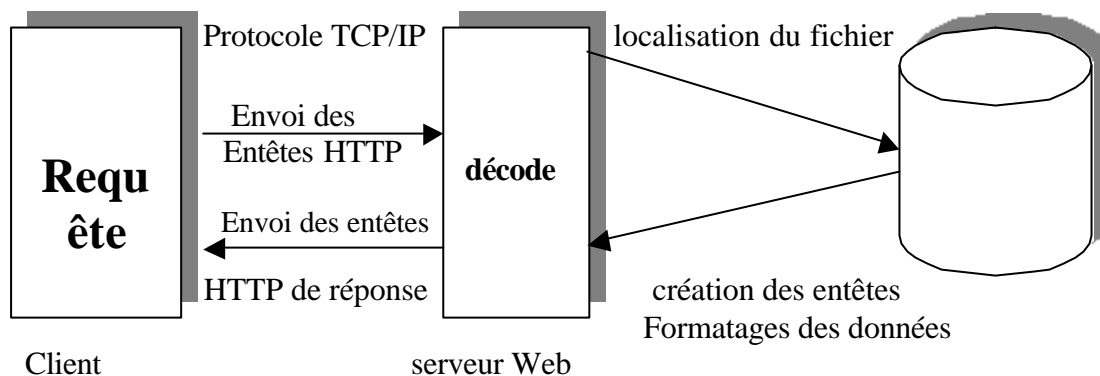 Protocole TCP/IP
localisation du fichier
Envoi des
Entêtes HTTP
Requ
ête
décode
Envoi des entêtes
HTTP de réponse
création des entêtes
Formatages des données
Client
serveur Web